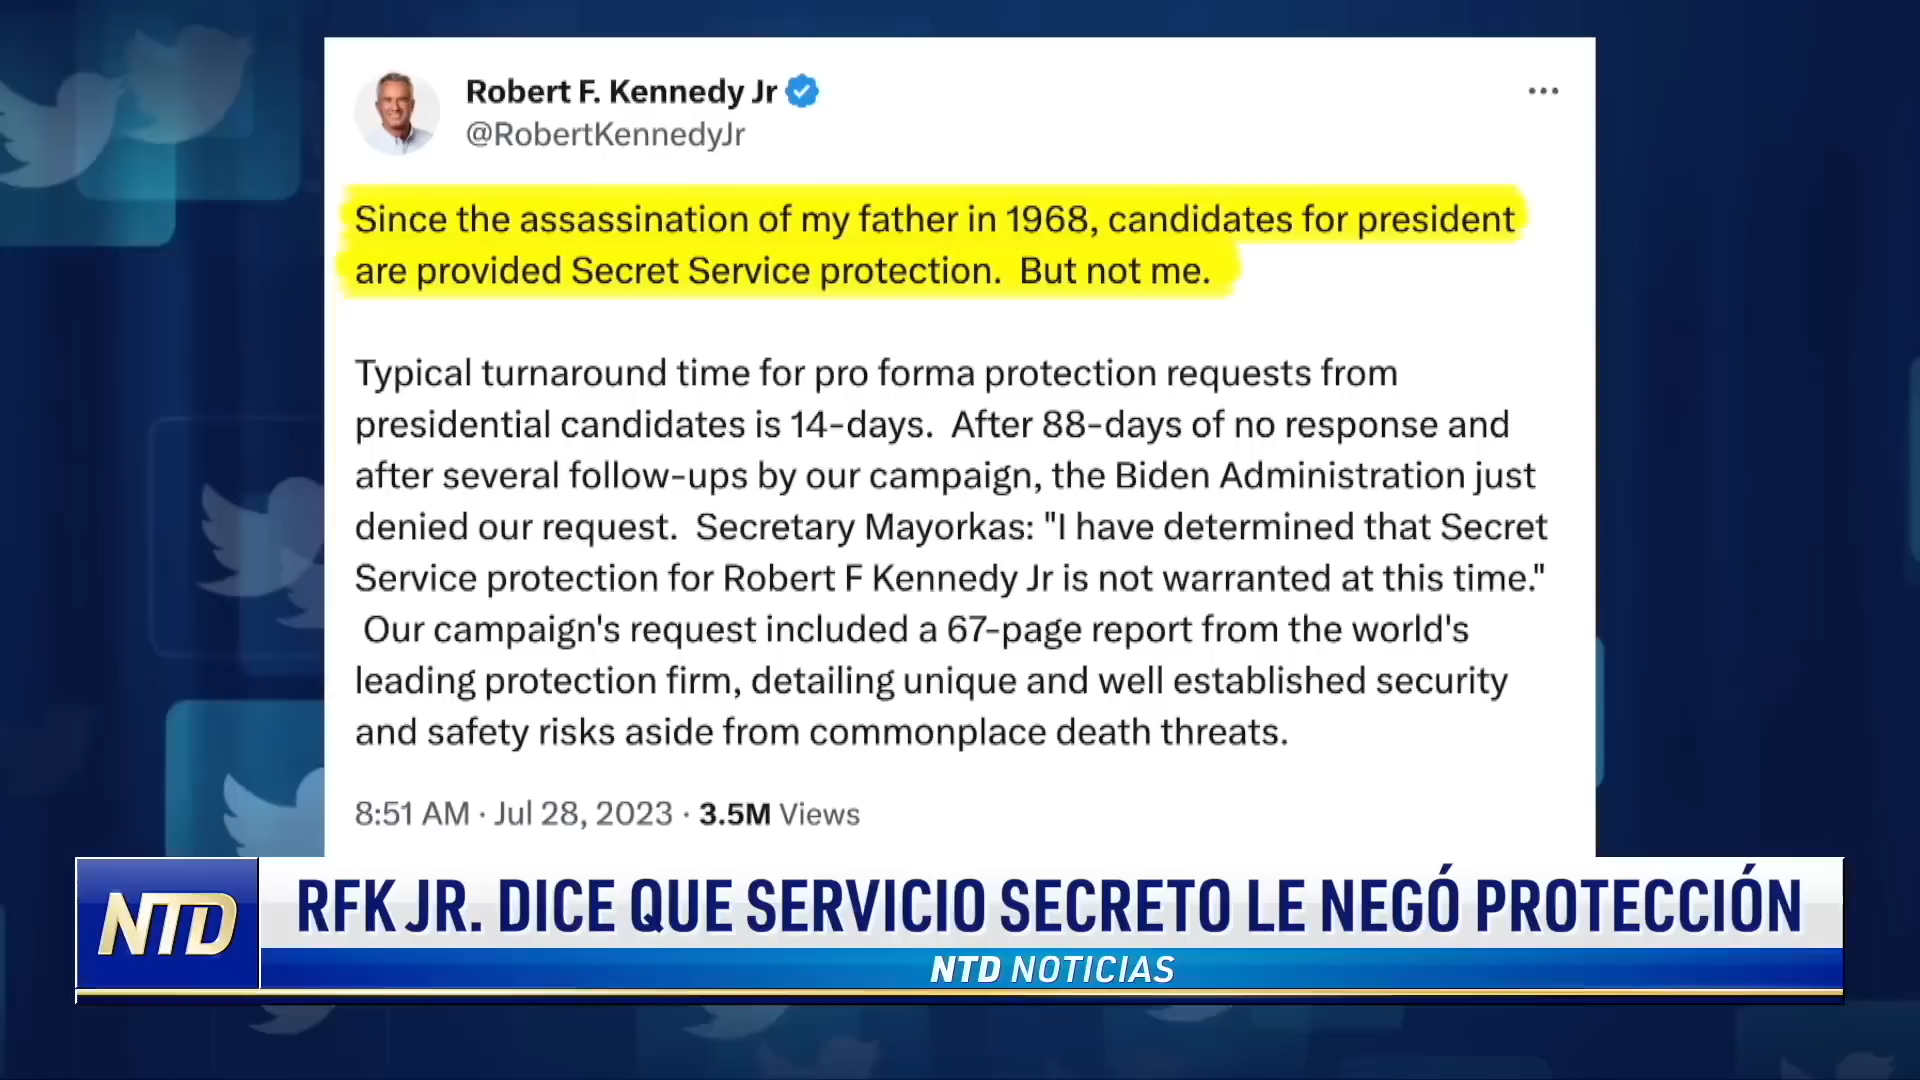 Robert F. Kennedy Jr
@RobertKennedyJr
Since the assassination of my father in 1968, candidates for president
are provided Secret Service protection.  But not me.
Typical turnaround time for pro forma protection requests from
presidential candidates is 14-days.  After 88-days of no response and
after several follow-ups by our campaign, the Biden Administration just
denied our request.  Secretary Mayorkas: "I have determined that Secret
Service protection for Robert F Kennedy Jr is not warranted at this time."
Our campaign's request included a 67-page report from the world's
leading protection firm, detailing unique and well established security
and safety risks aside from commonplace death threats.
8:51 AM · Jul 28, 2023 · 3.5M Views
NTD
RFK JR. DICE QUE SERVICIO SECRETO LE NEGÓ PROTECCIÓN
NTD NOTICIAS